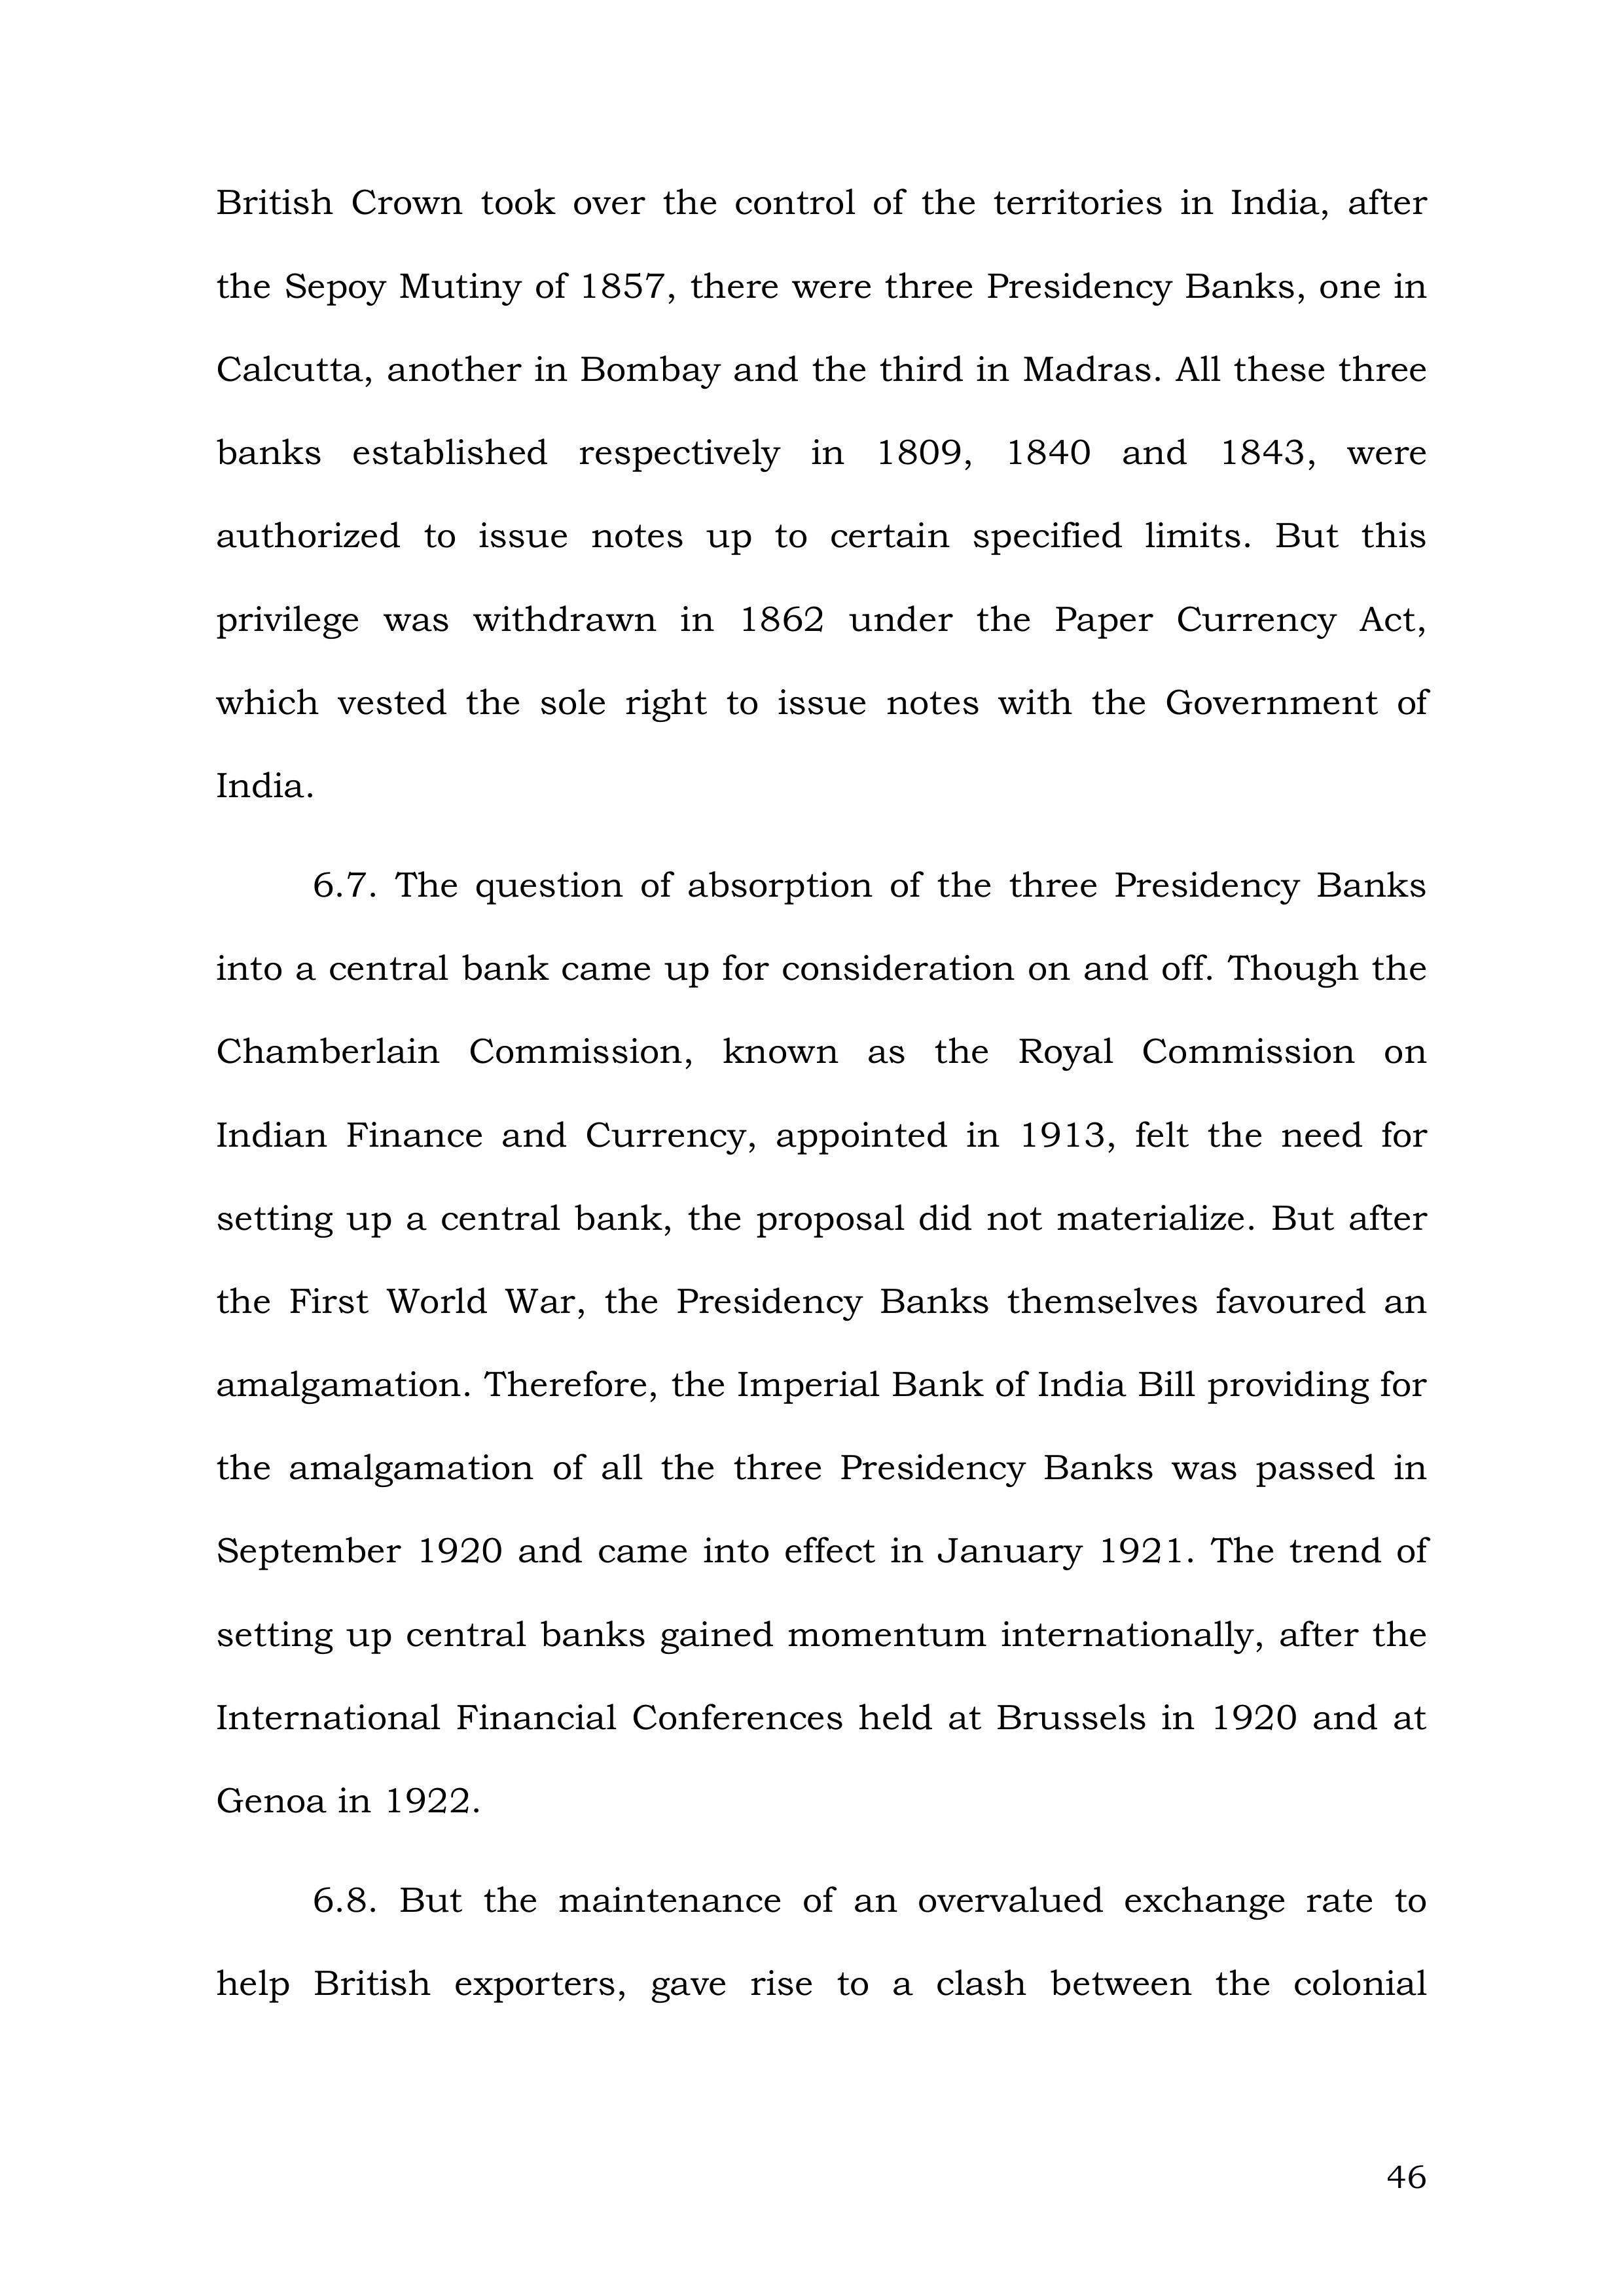 British Crown took over the control of the territories in India, after
the Sepoy Mutiny of 1857, there were three Presidency Banks, one in
Calcutta, another in Bombay and the third in Madras. All these three
banks established respectively in 1809, 1840 and 1843, were
authorized to issue notes up to certain specified limits. But this
privilege was withdrawn in 1862 under the Paper Currency Act,
which vested the sole right to issue notes with the Government of
India.
6.7. The question of absorption of the three Presidency Banks
into a central bank came up for consideration on and off. Though the
Chamberlain Commission, known as the Royal Commission on
Indian Finance and Currency, appointed in 1913, felt the need for
setting up a central bank, the proposal did not materialize. But after
the First World War, the Presidency Banks themselves favoured an
amalgamation. Therefore, the Imperial Bank of India Bill providing for
the amalgamation of all the three Presidency Banks was passed in
September 1920 and came into effect in January 1921. The trend of
setting up central banks gained momentum internationally, after the
International Financial Conferences held at Brussels in 1920 and at
Genoa in 1922.
6.8. But the maintenance of an overvalued exchange rate to
help British exporters, gave rise to a clash between the colonial
46